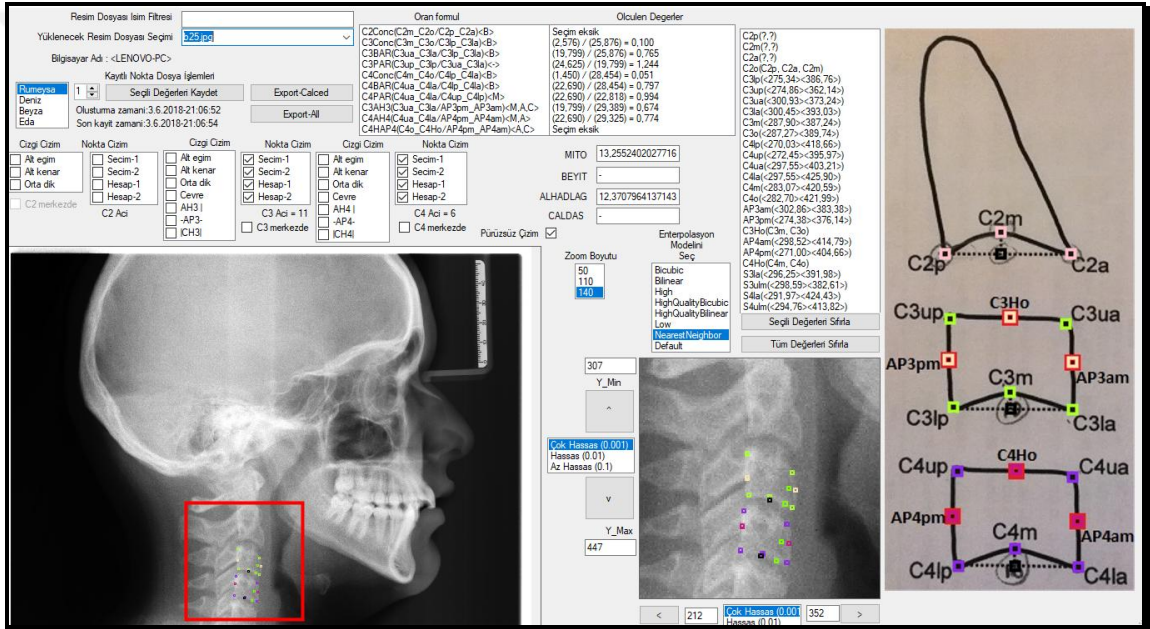 Resim Dosyası Isim Filtresi
Yüklenecek Resim Dosyası Seçimi b25.jpg
Bilgisayar Adı : <LENOVO-PC>
Kayıtlı Nokta Dosya İşlemleri
Rumeysa
Deniz
Beyza
Eda
1
Seçili Değerleri Kaydet
Export-Calced
Olusturma zamani:3.6.2018-21:06:52
Son kayit zamani:3.6.2018-21:06:54
Export-All
Oran formul
C2Conc(C2m_C2o/C2p_C2a)<B>
C3Conc(C3m_C3o/C3lp_C3la)<B>
C3BAR(C3ua_C3la/C3lp_C3la)<B>
C3PAR(C3up_C3lp/C3ua_C3la)<->
C4Conc(C4m_C4o/C4lp_C4la)<B>
C4BAR(C4ua_C4la/C4lp_C4la)<B>
C4PAR(C4ua_C4la/C4up_C4lp)<M>
C3AH3(C3ua_C3la/AP3pm_AP3am)<M,A,C>
C4AH4(C4ua_C4la/AP4pm_AP4am)<M,A>
C4HAP4(C4o_C4Ho/AP4pm_AP4am)<A,C>
Olculen Degerler
Seçim eksik
(2,576) / (25,876) = 0,100
(19,799) / (25,876) = 0,765
(24,625) / (19,799) = 1,244
(1,450) / (28,454) = 0,051
(22,690) / (28,454) = 0,797
(22,690) / (22,818) = 0,994
(19,799) / (29,389) = 0,674
(22,690) / (29,325) = 0,774
Seçim eksik
Cizgi Cizim
Alt egim
Alt kenar
Orta dik
C2 merkezde
Nokta Cizim
Secim-1
Secim-2
Hesap-1
Hesap-2
C2 Aci
Cizgi Cizim
Alt egim
Alt kenar
Orta dik
Cevre
AH3 |
-AP3-
|CH3|
Nokta Cizim
Secim-1
Secim-2
Hesap-1
Hesap-2
C3 Aci = 11
C3 merkezde
Cizgi Cizim
Alt egim
Alt kenar
Orta dik
Cevre
AH4 |
-AP4-
|CH4|
Nokta Cizim
Secim-1
Secim-2
Hesap-1
Hesap-2
C4 Aci = 6
C4 merkezde
MITO 13,2552402027716
BEYIT -
ALHADLAG 12,3707964137143
CALDAS -
Pürüzsüz Çizim
Zoom Boyutu
50
110
140
Enterpolasyon
Modelini
Seç
Bicubic
Bilinear
High
HighQualityBicubic
HighQualityBilinear
Low
NearestNeighbor
Default
C2p(?,?)
C2m(?,?)
C2a(?,?)
C2o(C2p, C2a, C2m)
C3lp(<275,34><386,76>)
C3up(<274,86><362,14>)
C3ua(<300,93><373,24>)
C3la(<300,45><393,03>)
C3m(<287,90><387,24>)
C3o(<287,27><389,74>)
C4lp(<270,03><418,66>)
C4up(<272,45><395,97>)
C4ua(<297,55><403,21>)
C4la(<297,55><425,90>)
C4m(<283,07><420,59>)
C4o(<282,70><421,99>)
AP3am(<302,86><383,38>)
AP3pm(<274,38><376,14>)
C3Ho(C3m, C3o)
AP4am(<298,52><414,79>)
AP4pm(<271,00><404,66>)
C4Ho(C4m, C4o)
S3la(<296,25><391,98>)
S3ulm(<298,59><382,61>)
S4la(<291,97><424,43>)
S4ulm(<294,76><413,82>)
Seçili Değerleri Sıfırla
Tüm Değerleri Sıfırla
307
Y_Min
^
Çok Hassas (0.001)
Hassas (0.01)
Az Hassas (0.1)
v
Y_Max
447
<
212
Çok Hassas (0.001
Hassas (0.01)
352
>
C2m
C2p
C2a
C3Ho
C3up
C3ua
AP3pm
AP3am
C3m
C3lp
C3la
C4Ho
C4up
C4ua
AP4pm
AP4am
C4m
C4lp
C4la